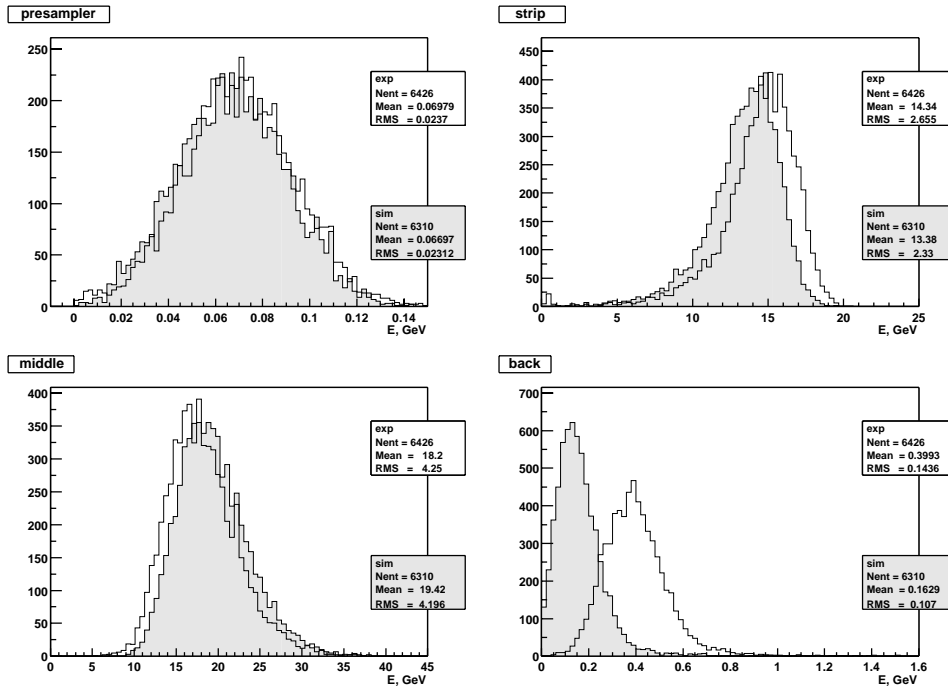 presampler
250
200
150
100
50
0
0 0.02 0.04 0.06 0.08 0.1 0.12 0.14
E, GeV
exp
Nent = 6426
Mean = 0.06979
RMS = 0.0237
sim
Nent = 6310
Mean = 0.06697
RMS = 0.02312
strip
450
400
350
300
250
200
150
100
50
0
0 5 10 15 20 25
E, GeV
exp
Nent = 6426
Mean = 14.34
RMS = 2.655
sim
Nent = 6310
Mean = 13.38
RMS = 2.33
middle
400
350
300
250
200
150
100
50
0
0 5 10 15 20 25 30 35 40 45
E, GeV
exp
Nent = 6426
Mean = 18.2
RMS = 4.25
sim
Nent = 6310
Mean = 19.42
RMS = 4.196
back
700
600
500
400
300
200
100
0
0 0.2 0.4 0.6 0.8 1 1.2 1.4 1.6
E, GeV
exp
Nent = 6426
Mean = 0.3993
RMS = 0.1436
sim
Nent = 6310
Mean = 0.1629
RMS = 0.107